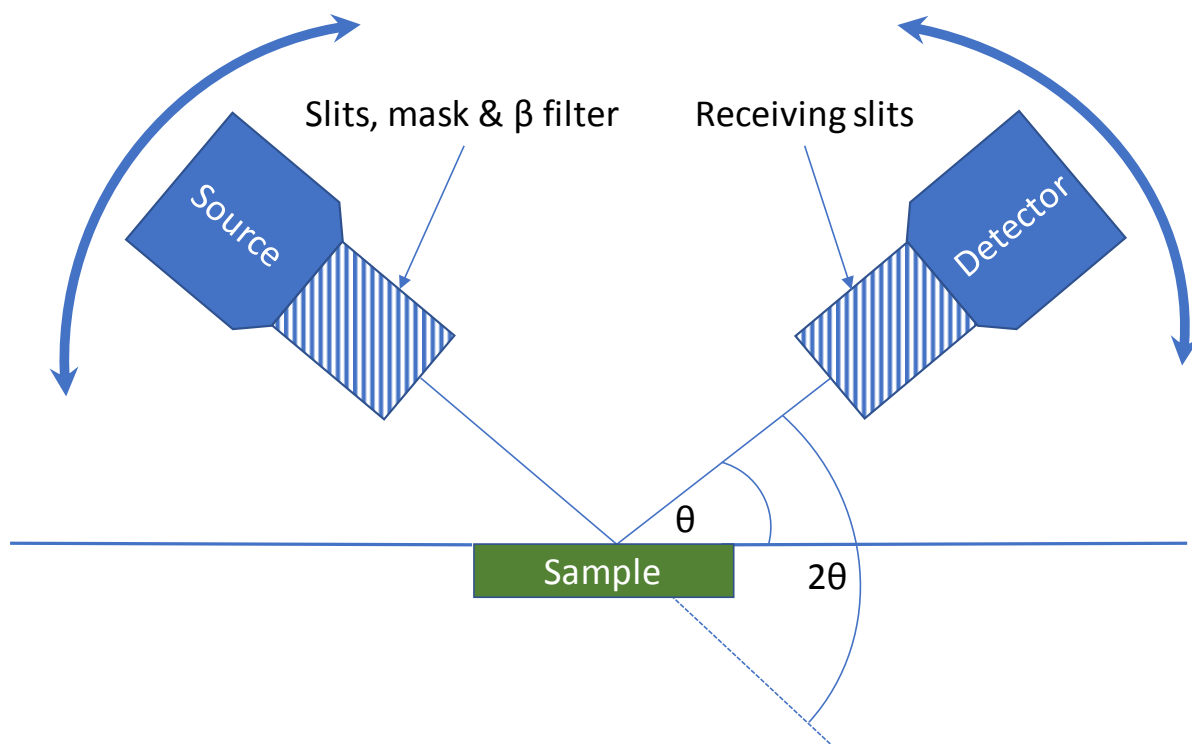 Slits, mask & β filter
Receiving slits
Source
Detector
θ
2θ
Sample